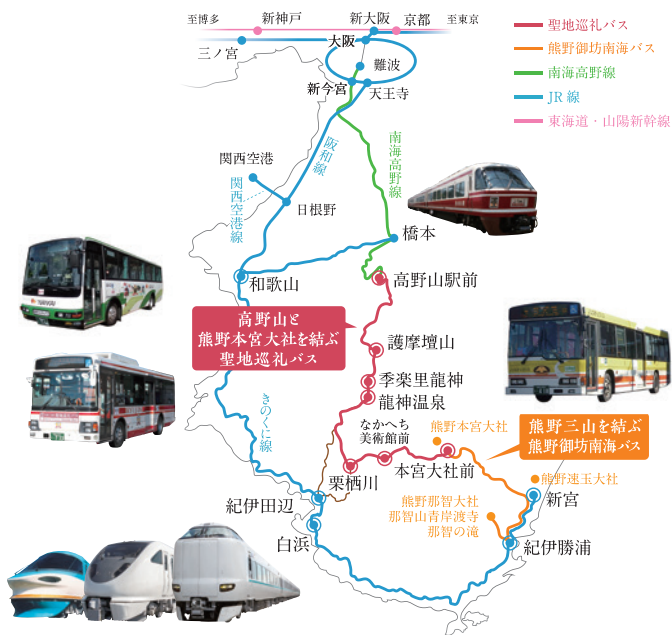 至博多
新神戸
新大阪
京都
至東京
三ノ宮
大阪
難波
新今宮
天王寺
聖地巡礼バス
熊野御坊南海バス
南海高野線
JR線
東海道・山陽新幹線
阪和線
南海高野線
関西空港
関西空港線
日根野
橋本
和歌山
高野山駅前
高野山と
熊野本宮大社を結ぶ
聖地巡礼バス
護摩壇山
季楽里龍神
龍神温泉
きのくに線
なかへち
美術館前
熊野本宮大社
熊野三山を結ぶ
熊野御坊南海バス
本宮大社前
栗栖川
熊野速玉大社
新宮
紀伊田辺
熊野那智大社
那智山青岸渡寺
那智の滝
白浜
紀伊勝浦